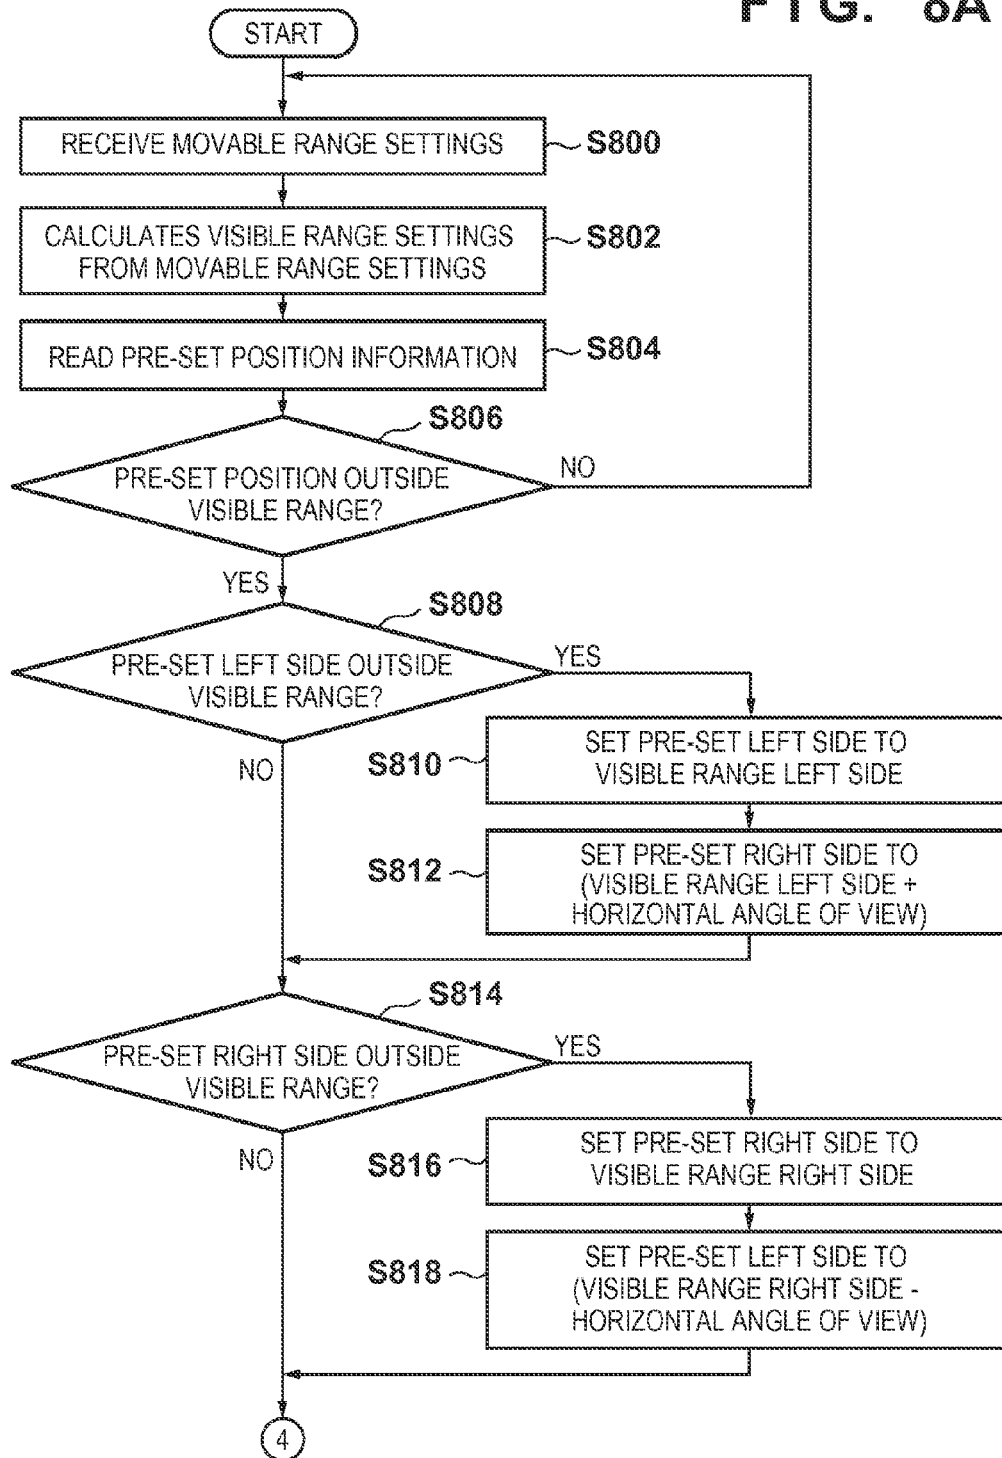 FIG. 8A
START
RECEIVE MOVABLE RANGE SETTINGS
S800
CALCULATES VISIBLE RANGE SETTINGS
FROM MOVABLE RANGE SETTINGS
S802
READ PRE-SET POSITION INFORMATION
S804
S806
PRE-SET POSITION OUTSIDE
VISIBLE RANGE?
NO
YES
S808
PRE-SET LEFT SIDE OUTSIDE
VISIBLE RANGE?
YES
NO
S810
SET PRE-SET LEFT SIDE TO
VISIBLE RANGE LEFT SIDE
S812
SET PRE-SET RIGHT SIDE TO
(VISIBLE RANGE LEFT SIDE +
HORIZONTAL ANGLE OF VIEW)
S814
PRE-SET RIGHT SIDE OUTSIDE
VISIBLE RANGE?
YES
NO
S816
SET PRE-SET RIGHT SIDE TO
VISIBLE RANGE RIGHT SIDE
S818
SET PRE-SET LEFT SIDE TO
(VISIBLE RANGE RIGHT SIDE -
HORIZONTAL ANGLE OF VIEW)
4